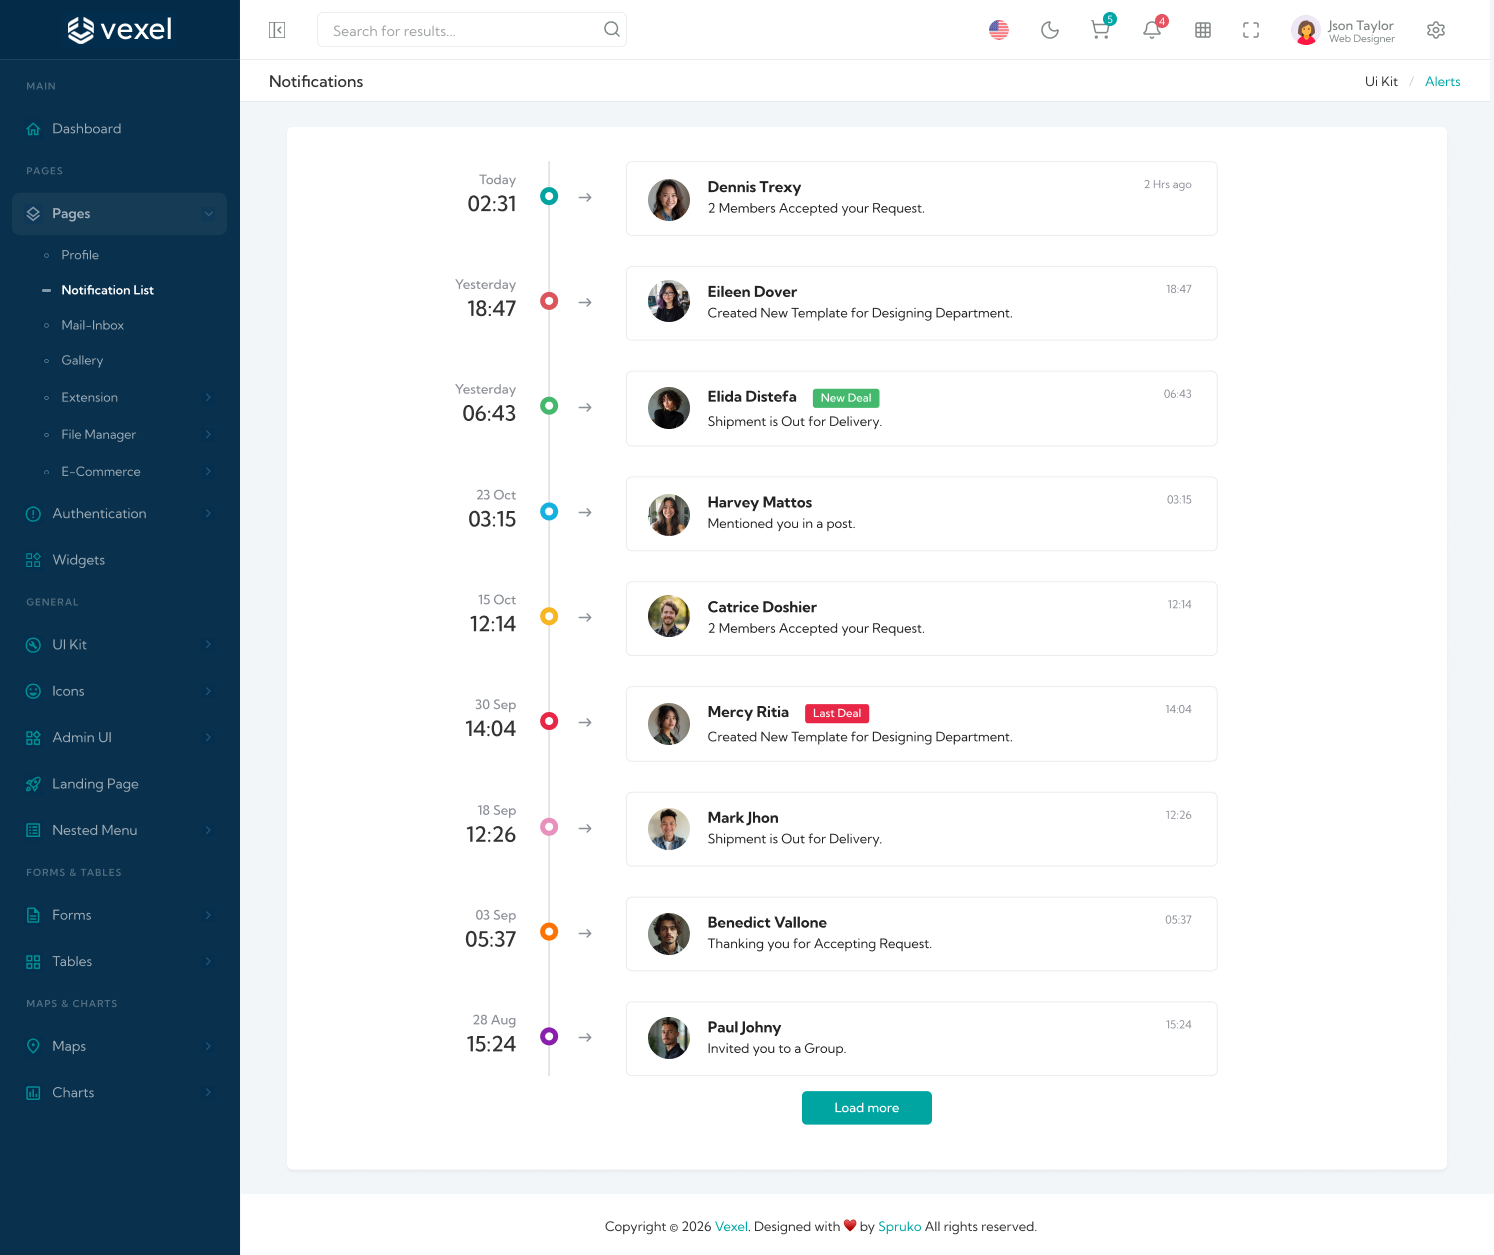 vexel
Search for results...
5
4
Json Taylor
Web Designer
MAIN
Dashboard
PAGES
Pages
Profile
Notification List
Mail-Inbox
Gallery
Extension
File Manager
E-Commerce
Authentication
Widgets
GENERAL
UI Kit
Icons
Admin UI
Landing Page
Nested Menu
FORMS & TABLES
Forms
Tables
MAPS & CHARTS
Maps
Charts
Notifications
Ui Kit / Alerts
Today
02:31
Dennis Trexy
2 Members Accepted your Request.
2 Hrs ago
Yesterday
18:47
Eileen Dover
Created New Template for Designing Department.
18:47
Yesterday
06:43
Elida Distefa New Deal
Shipment is Out for Delivery.
06:43
23 Oct
03:15
Harvey Mattos
Mentioned you in a post.
03:15
15 Oct
12:14
Catrice Doshier
2 Members Accepted your Request.
12:14
30 Sep
14:04
Mercy Ritia Last Deal
Created New Template for Designing Department.
14:04
18 Sep
12:26
Mark Jhon
Shipment is Out for Delivery.
12:26
03 Sep
05:37
Benedict Vallone
Thanking you for Accepting Request.
05:37
28 Aug
15:24
Paul Johny
Invited you to a Group.
15:24
Load more
Copyright © 2026 Vexel. Designed with ❤ by Spruko All rights reserved.